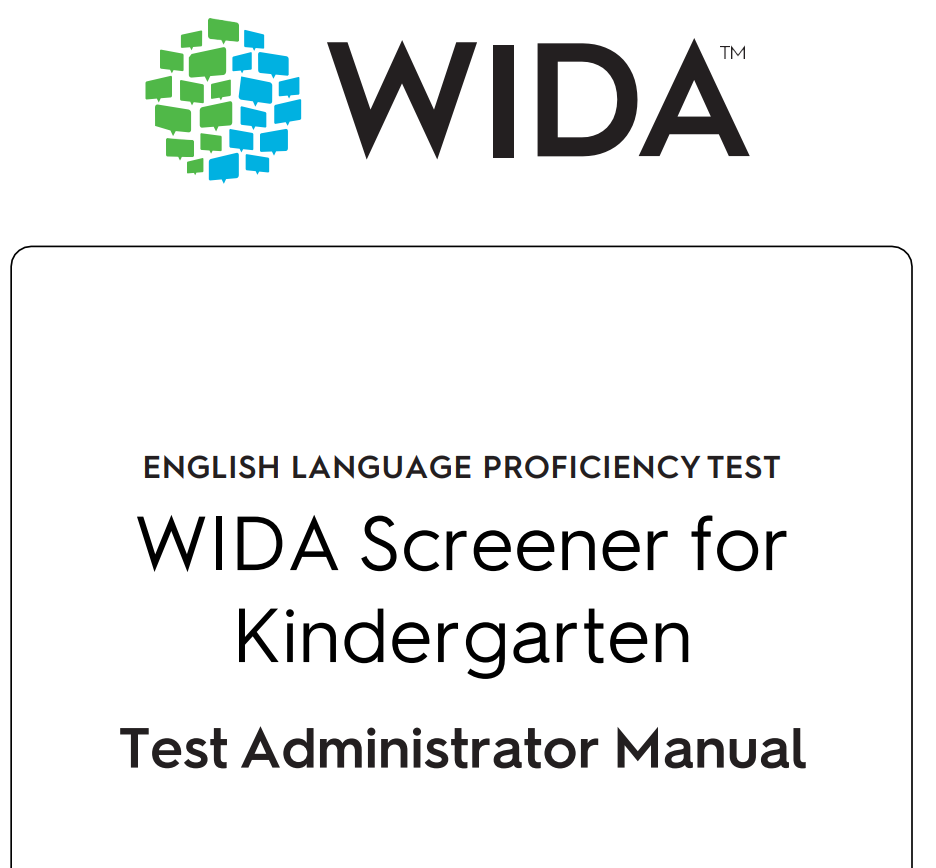 WIDA™
ENGLISH LANGUAGE PROFICIENCY TEST
WIDA Screener for
Kindergarten
Test Administrator Manual